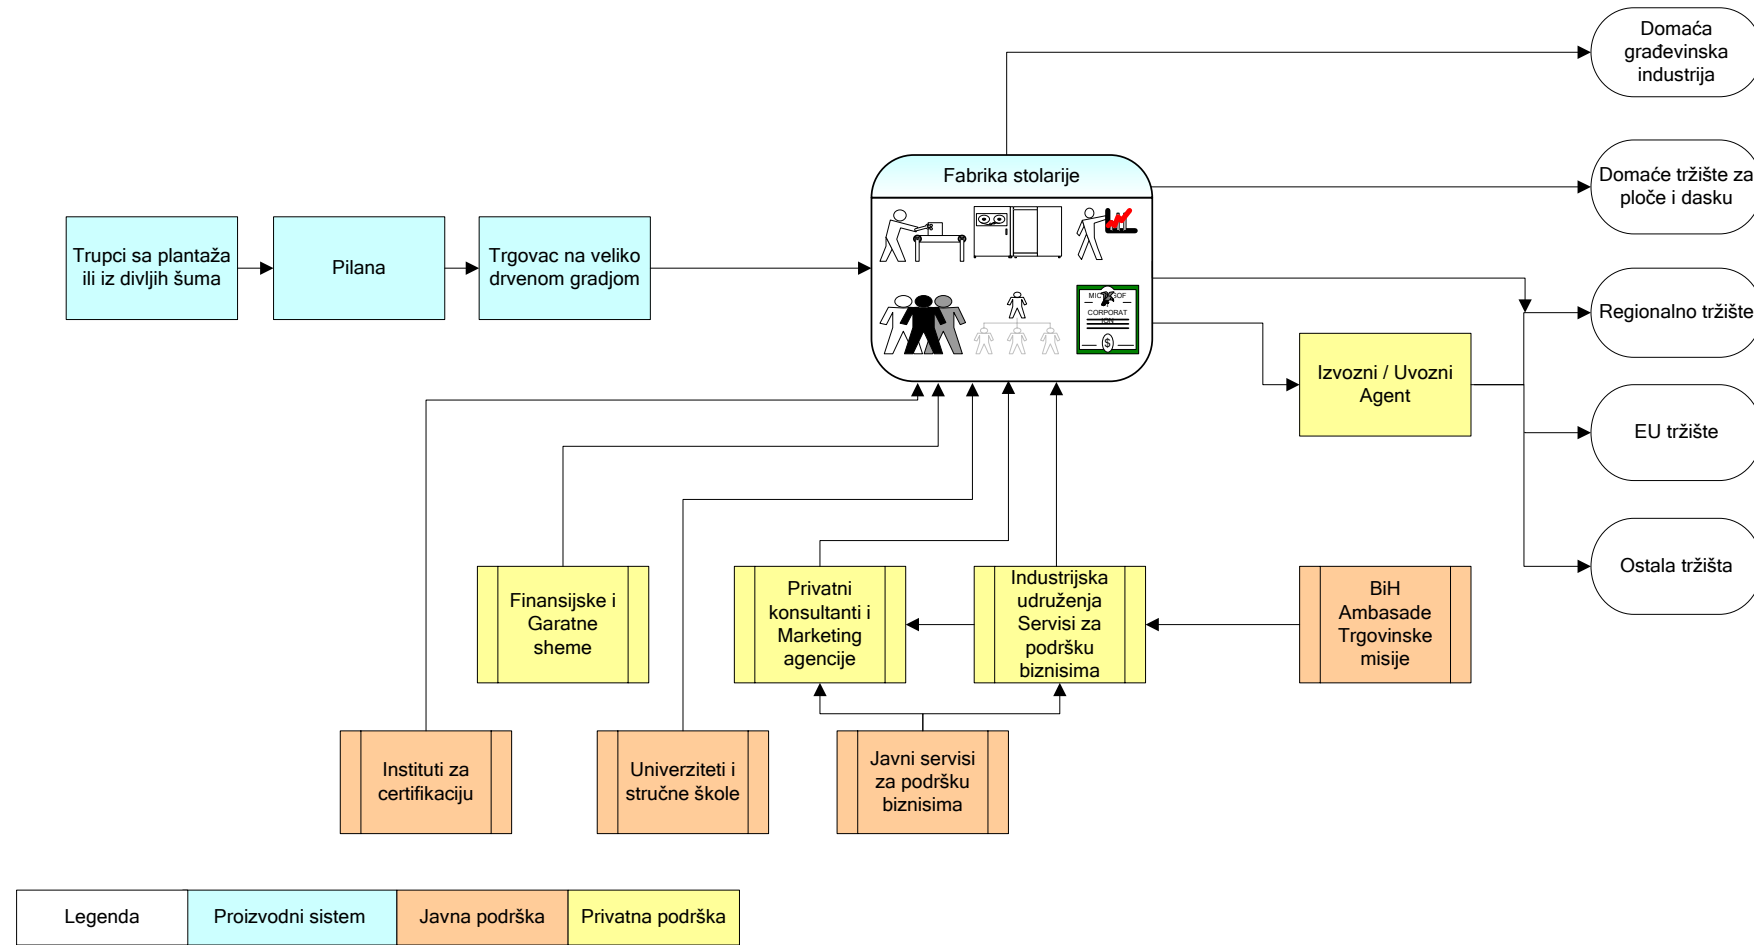 Domaća
građevinska
industrija
Fabrika stolarije
Domaće tržište za
ploče i dasku
Trupci sa plantaža
ili iz divljih šuma
Pilana
Trgovac na veliko
drvenom gradjom
Regionalno tržište
CORPORAT
ION
$
Izvozni / Uvozni
Agent
EU tržište
Ostala tržišta
Finansijske i
Garatne
sheme
Privatni
konsultanti i
Marketing
agencije
Industrijska
udruženja
Servisi za
podršku
biznisima
BiH
Ambasade
Trgovinske
misije
Instituti za
certifikaciju
Univerziteti i
stručne škole
Javni servisi
za podršku
biznisima
Legenda
Proizvodni sistem
Javna podrška
Privatna podrška